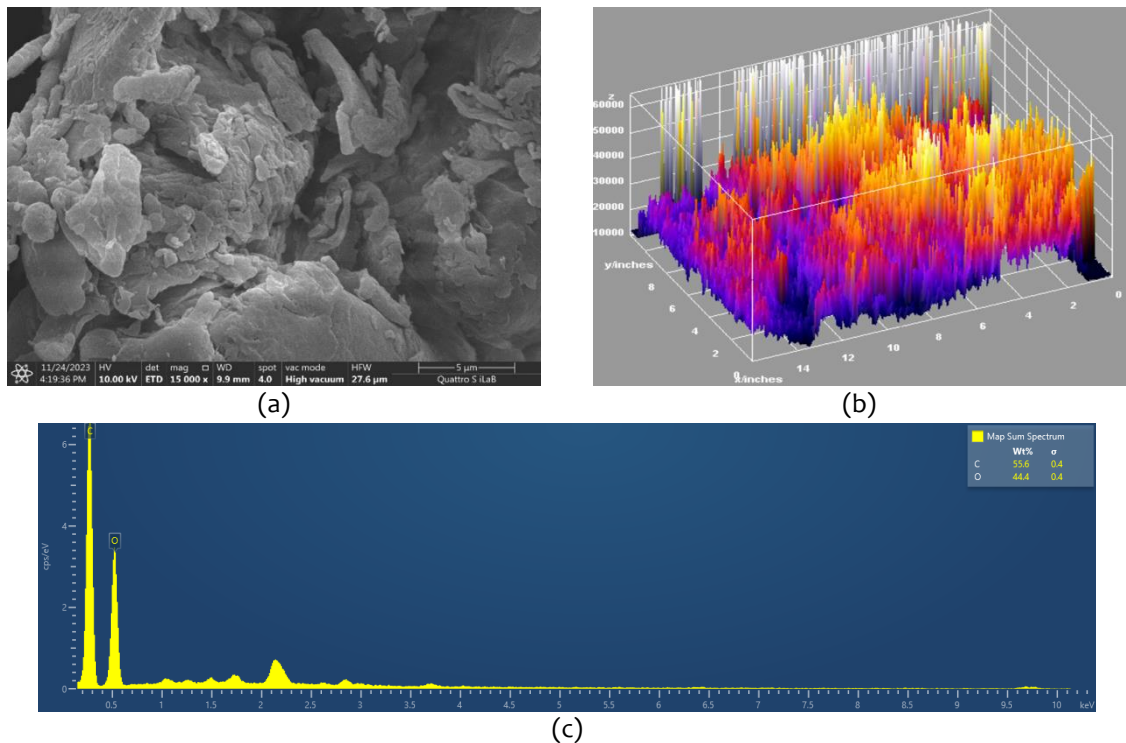 11/24/2023 HV det mag □ WD spot vac mode HFW 5 µm
4:19:36 PM 10.00 kV ETD 15 000 x 9.9 mm 4.0 High vacuum 27.6 µm Quattro S iLaB
(a)
z
60000
50000
40000
30000
20000
10000
y/inches
8
6
4
2
0
x/inches
14
12
10
8
6
4
2
0
(b)
C
O
Map Sum Spectrum
Wt% σ
C 55.6 0.4
O 44.4 0.4
cps/eV
6
4
2
0
0.5 1 1.5 2 2.5 3 3.5 4 4.5 5 5.5 6 6.5 7 7.5 8 8.5 9 9.5 10 keV
(c)